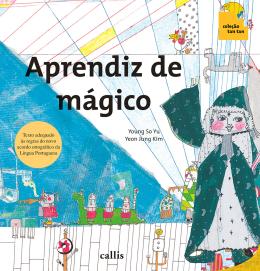 coleção
tan tan
Aprendiz de
mágico
Young So Yu
Yeon Jung Kim
Texto adequado
às regras do novo
acordo ortográfico da
Língua Portuguesa
callis